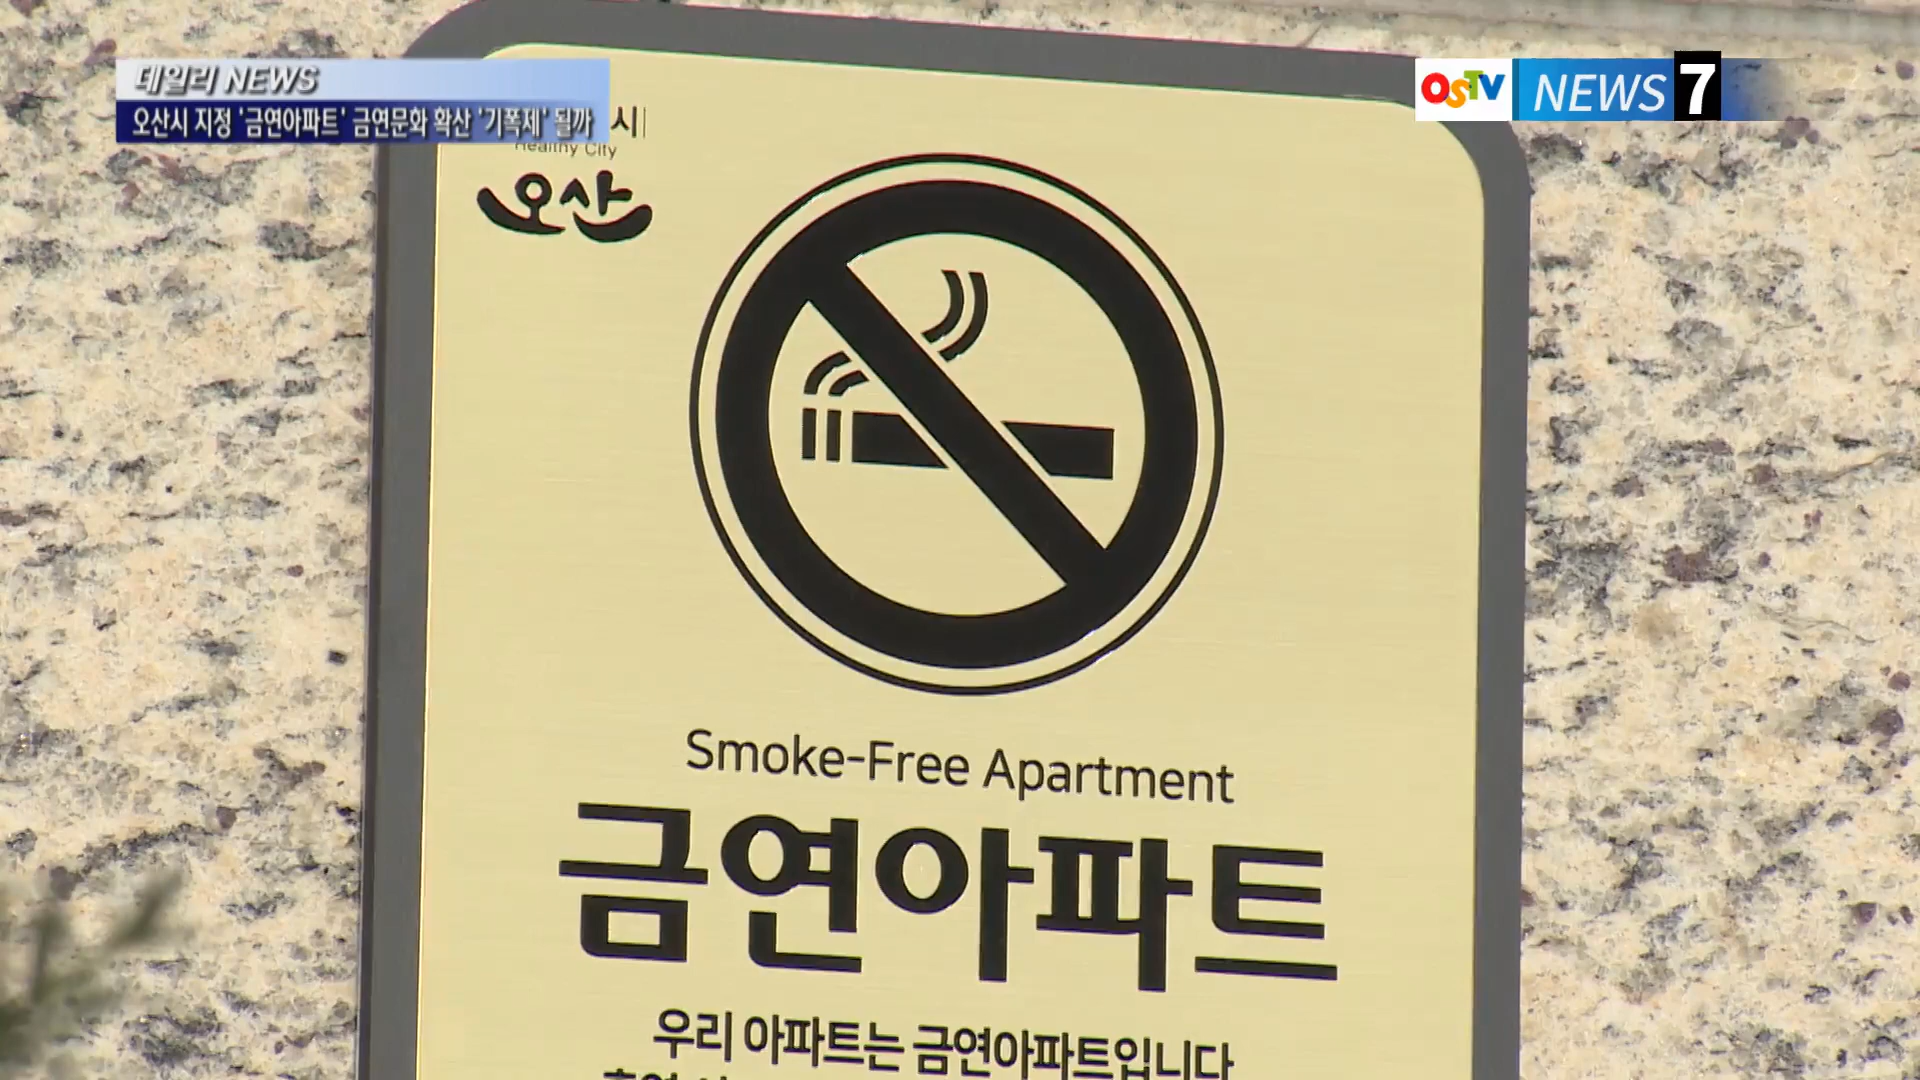 데일리 NEWS
오산시 지정 '금연아파트' 금연문화 확산 '기폭제' 될까
OSTV NEWS 7
시
Healthy City
오산
Smoke-Free Apartment
금연아파트
우리 아파트는 금연아파트입니다